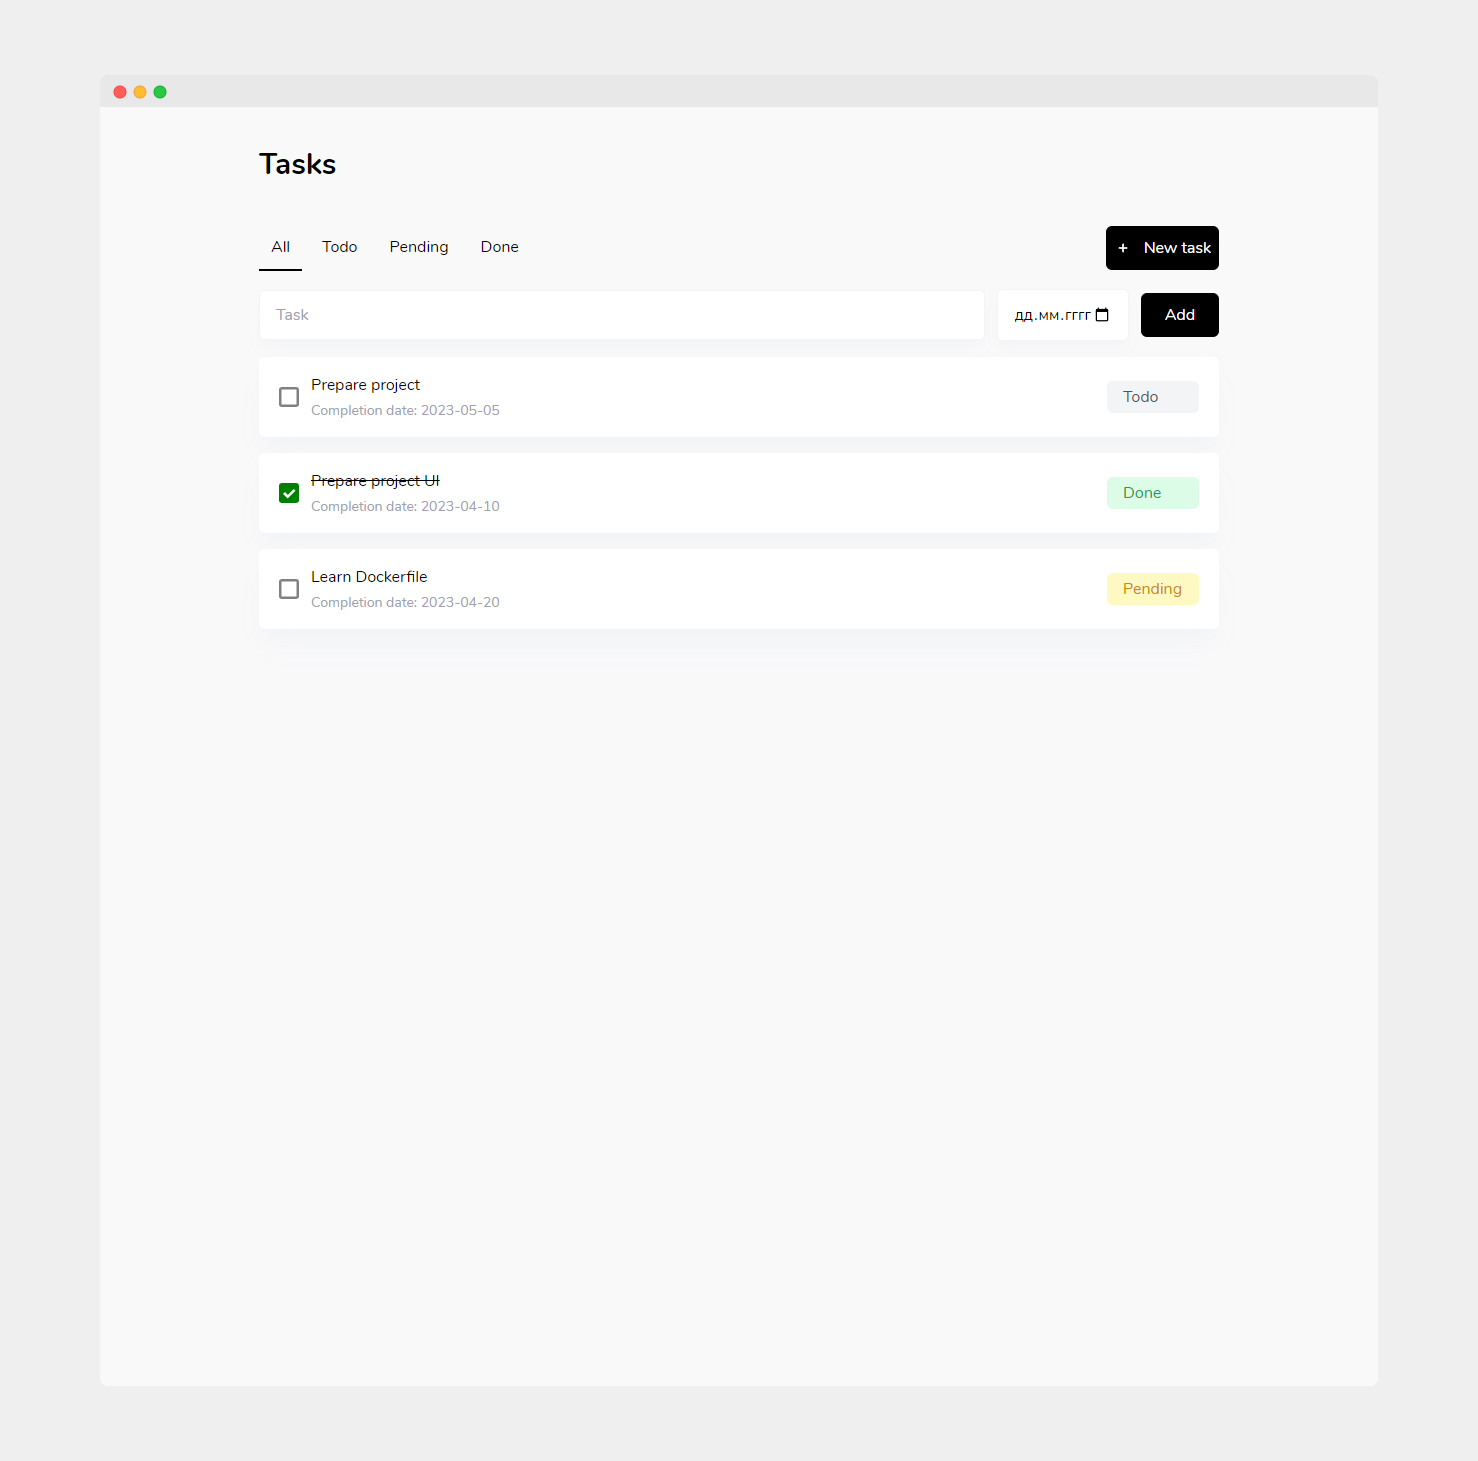 Tasks
All Todo Pending Done + New task
Task дд.мм.гггг Add
Prepare project
Completion date: 2023-05-05
Todo
Prepare project UI
Completion date: 2023-04-10
Done
Learn Dockerfile
Completion date: 2023-04-20
Pending